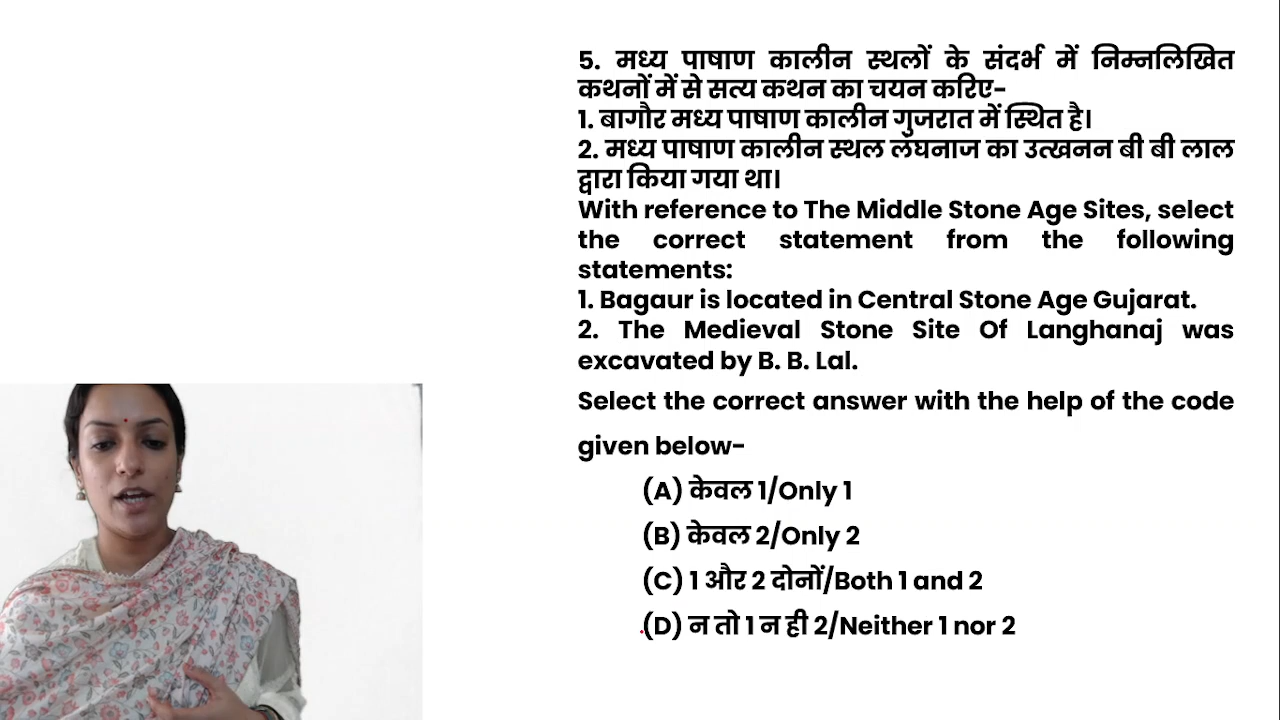 5. मध्य पाषाण कालीन स्थलों के संदर्भ में निम्नलिखित
कथनों में से सत्य कथन का चयन करिए-
1. बागौर मध्य पाषाण कालीन गुजरात में स्थित है।
2. मध्य पाषाण कालीन स्थल लंघनाज का उत्खनन बी बी लाल
द्वारा किया गया था।
With reference to The Middle Stone Age Sites, select
the correct statement from the following
statements:
1. Bagaur is located in Central Stone Age Gujarat.
2. The Medieval Stone Site Of Langhanaj was
excavated by B. B. Lal.
Select the correct answer with the help of the code
given below-
(A) केवल 1/Only 1
(B) केवल 2/Only 2
(C) 1 और 2 दोनों/Both 1 and 2
(D) न तो 1 न ही 2/Neither 1 nor 2